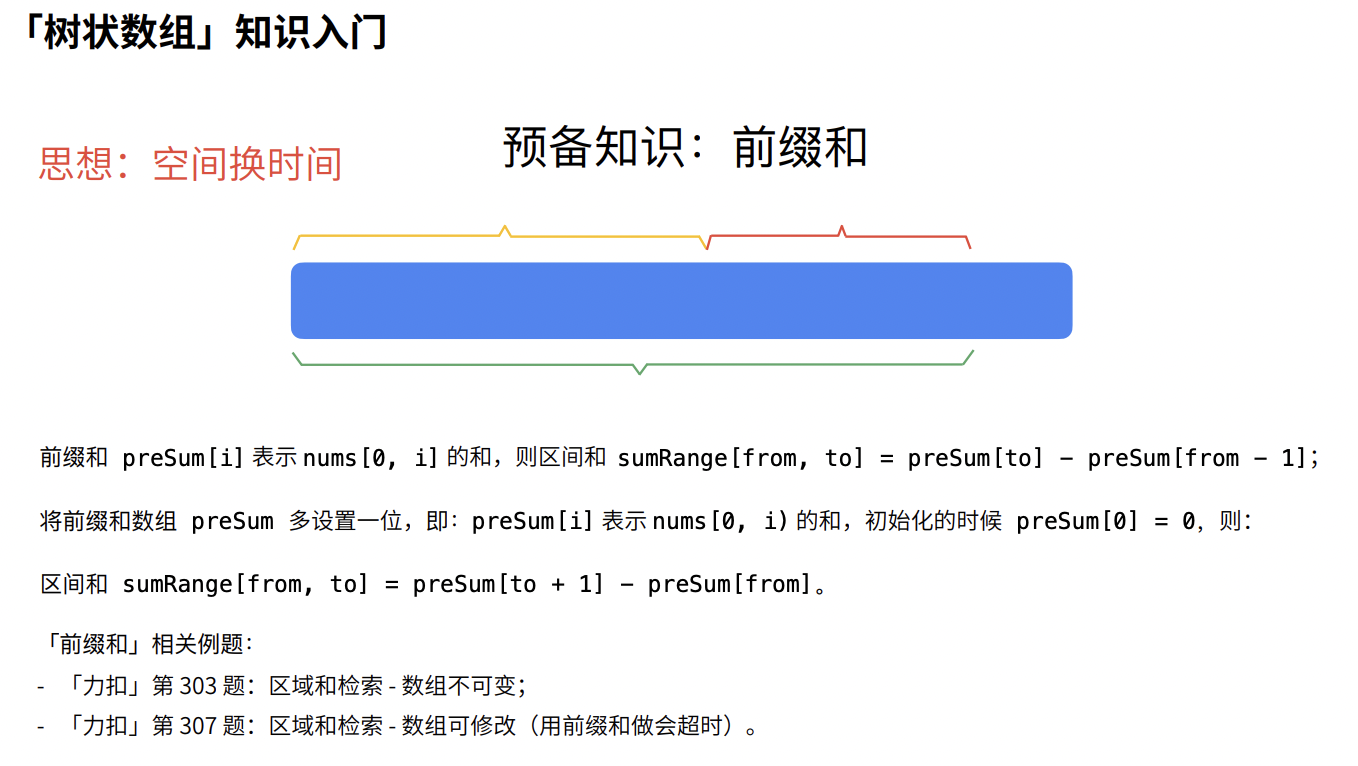 「树状数组」知识入门
思想：空间换时间
预备知识：前缀和
前缀和 preSum[i] 表示 nums[0, i] 的和，则区间和 sumRange[from, to] = preSum[to] - preSum[from - 1]；
将前缀和数组 preSum 多设置一位，即：preSum[i] 表示 nums[0, i) 的和，初始化的时候 preSum[0] = 0，则：
区间和 sumRange[from, to] = preSum[to + 1] - preSum[from]。
「前缀和」相关例题：
- 「力扣」第 303 题：区域和检索 - 数组不可变；
- 「力扣」第 307 题：区域和检索 - 数组可修改（用前缀和做会超时）。